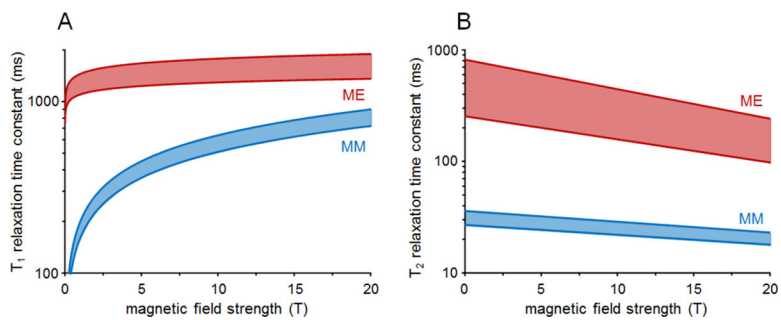 A
T₁ relaxation time constant (ms)
1000
100
ME
MM
0
5
10
15
20
magnetic field strength (T)
B
T₂ relaxation time constant (ms)
1000
100
10
ME
MM
0
5
10
15
20
magnetic field strength (T)